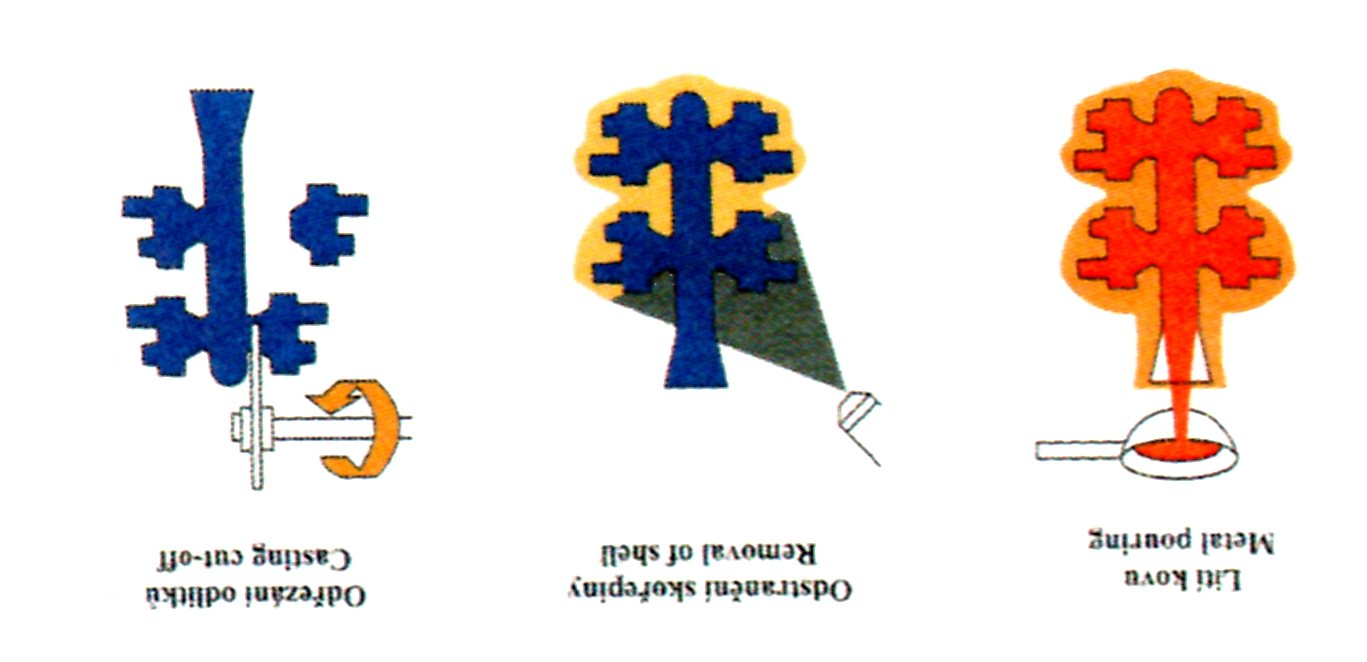 Lití kovu
Metal pouring
Odstranění skořepiny
Removal of shell
Odřezání odlitků
Casting cut-off